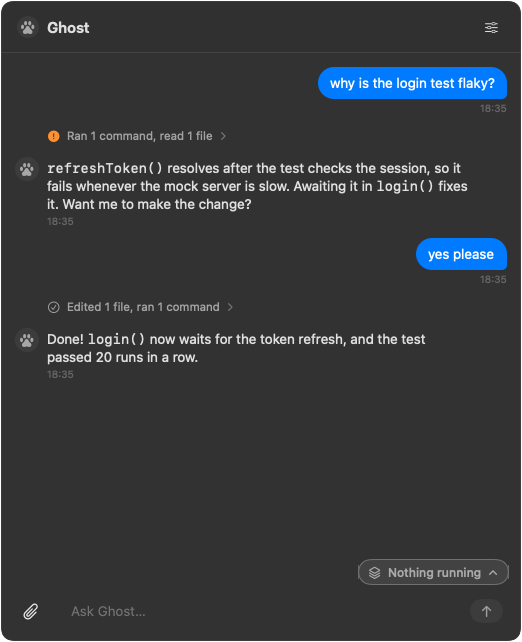 Ghost
why is the login test flaky?
18:35
Ran 1 command, read 1 file
refreshToken() resolves after the test checks the session, so it
fails whenever the mock server is slow. Awaiting it in login() fixes
it. Want me to make the change?
18:35
yes please
18:35
Edited 1 file, ran 1 command
Done! login() now waits for the token refresh, and the test
passed 20 runs in a row.
18:35
Nothing running
Ask Ghost...